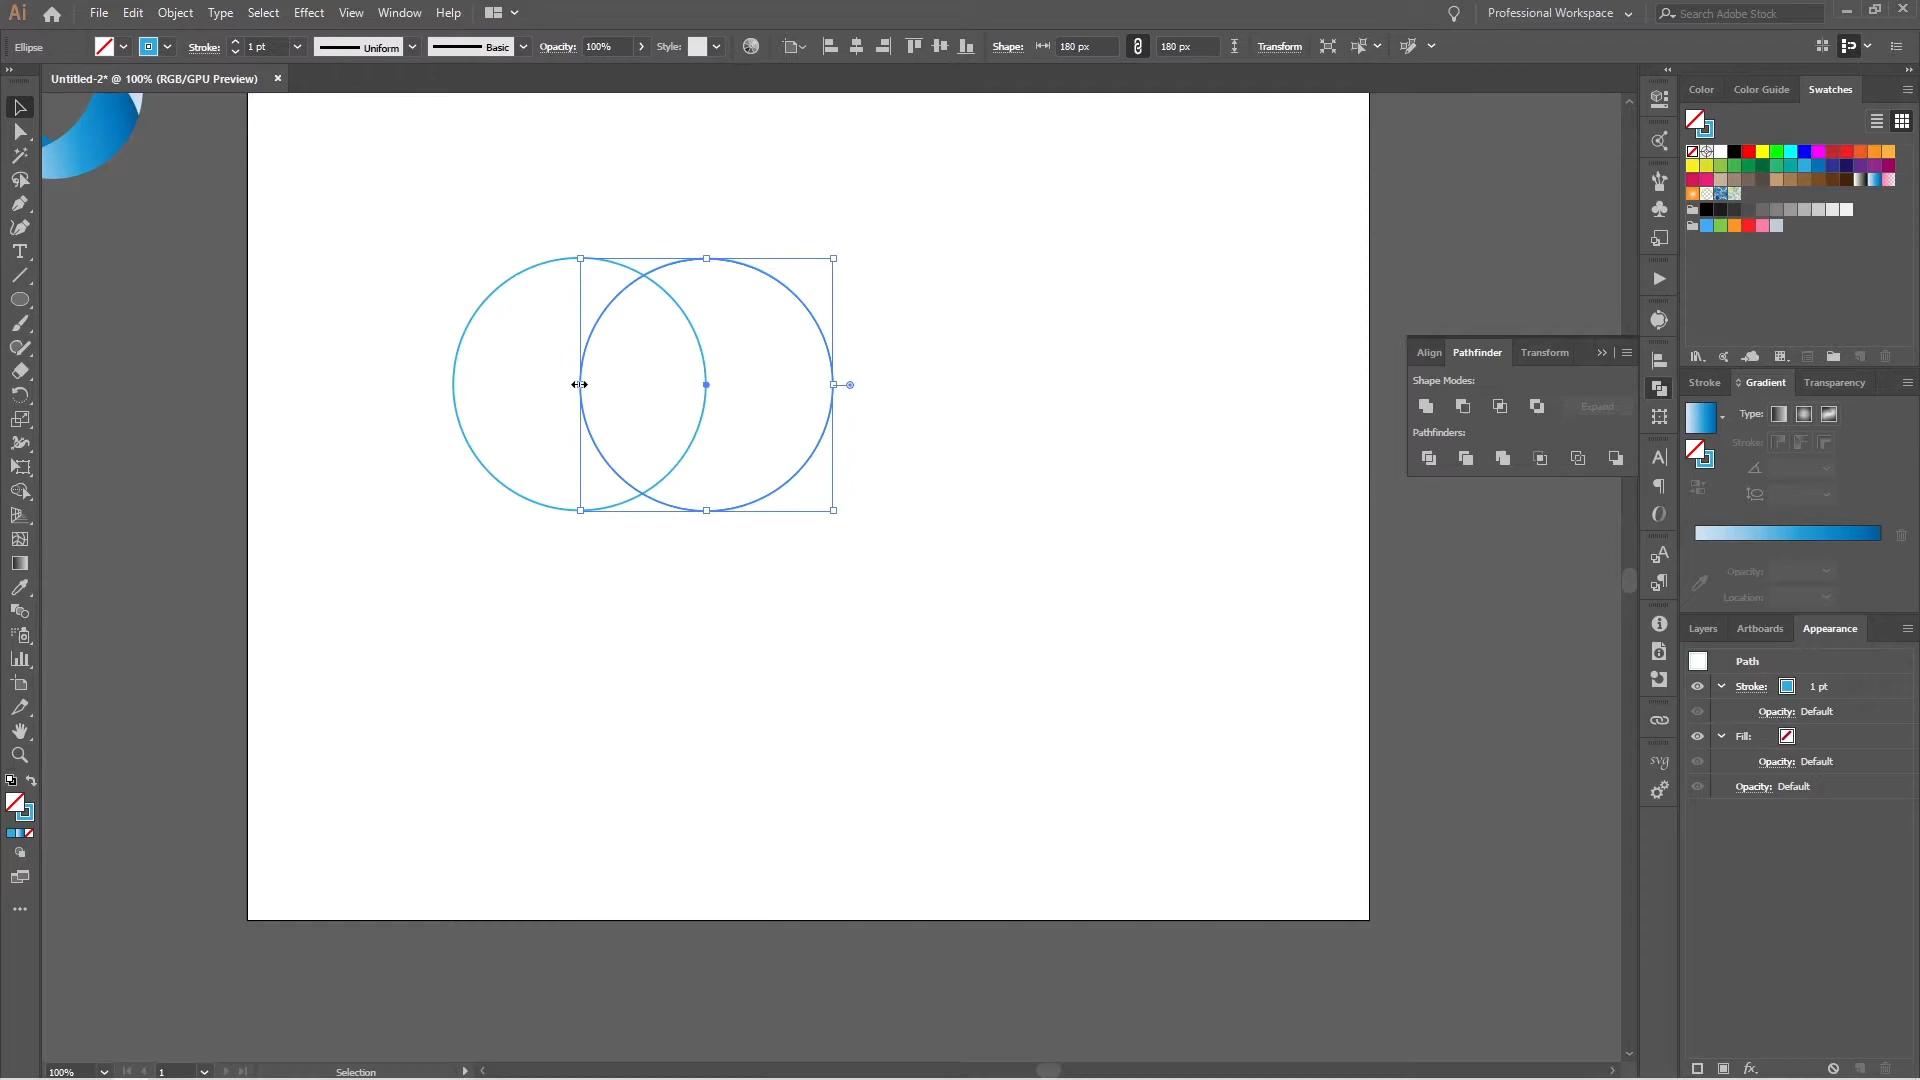 Ai File Edit Object Type Select Effect View Window Help Professional Workspace Search Adobe Stock
Ellipse Stroke: 1 pt Uniform Basic Opacity: 100% Style: Shape: 180 px 180 px Transform
Untitled-2* @ 100% (RGB/GPU Preview)
Color Color Guide Swatches
Align Pathfinder Transform
Shape Modes:
Expand
Pathfinders:
Stroke Gradient Transparency
Type:
Stroke:
Opacity:
Location:
svg
Layers Artboards Appearance
Path
Stroke: 1 pt
Opacity: Default
Fill:
Opacity: Default
Opacity: Default
fx
100% 1 Selection